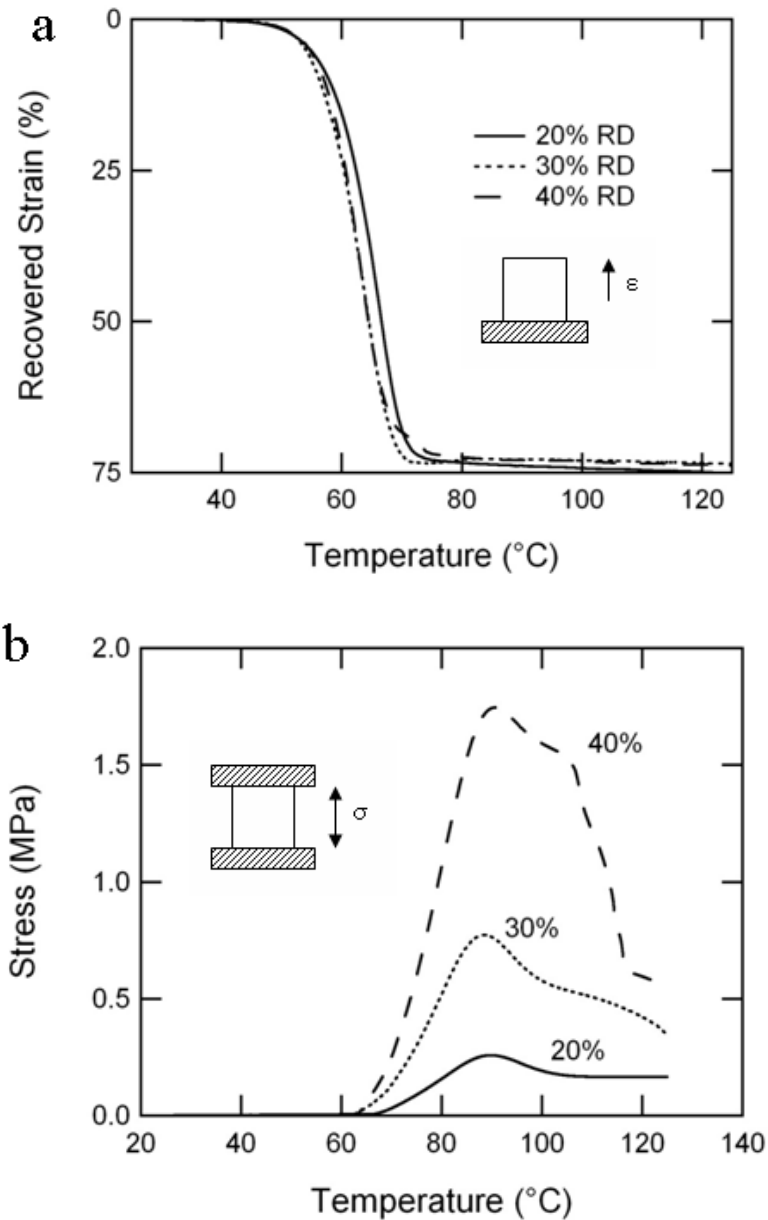 a
0
25
50
75
Recovered Strain (%)
20% RD
30% RD
40% RD
ε
40
60
80
100
120
Temperature (°C)
b
2.0
1.5
1.0
0.5
0.0
Stress (MPa)
40%
σ
30%
20%
20
40
60
80
100
120
140
Temperature (°C)